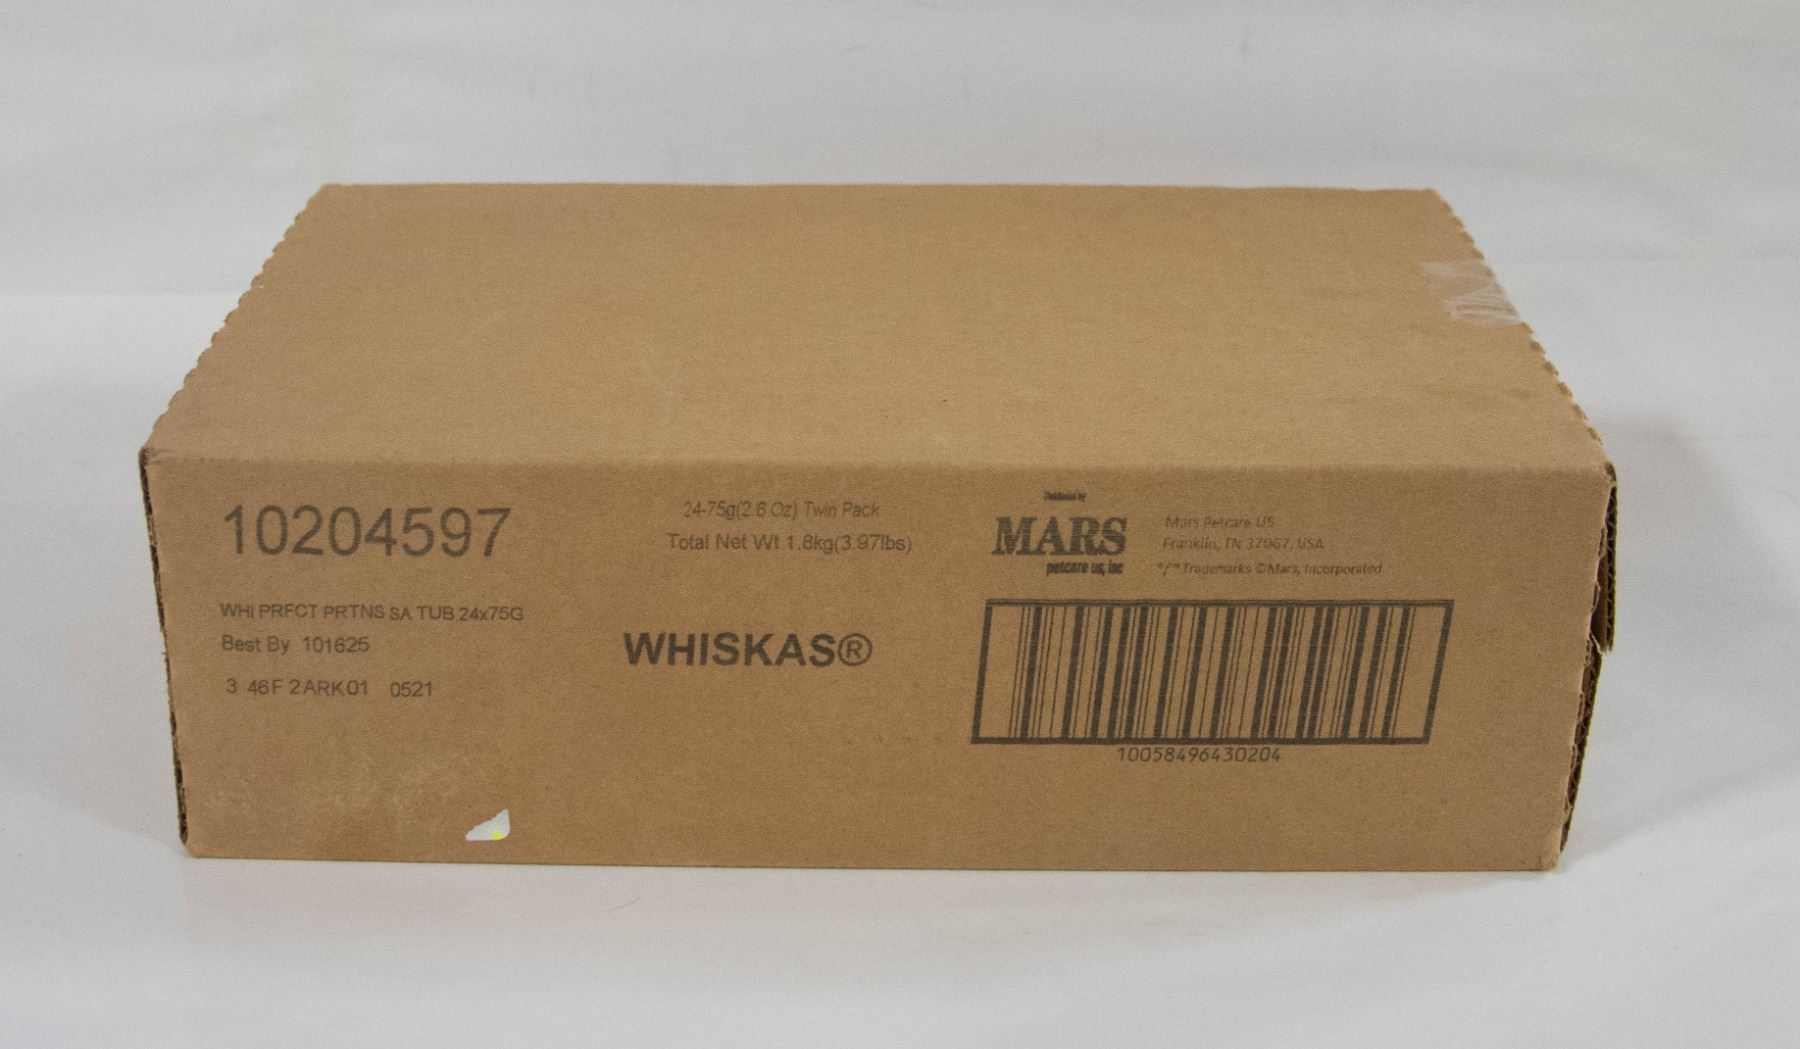 10204597
WHI PRFCT PRTNS SA TUB 24x75G
Best By 101625
3 46F 2ARK01 0521
24-75g(2.6 Oz) Twin Pack
Total Net Wt 1.8kg(3.97lbs)
WHISKAS®
Distributed by
MARS
petcare us, inc
Mars Petcare US
Franklin, TN 37067, USA
®/™ Trademarks ©Mars, Incorporated
10058496430204